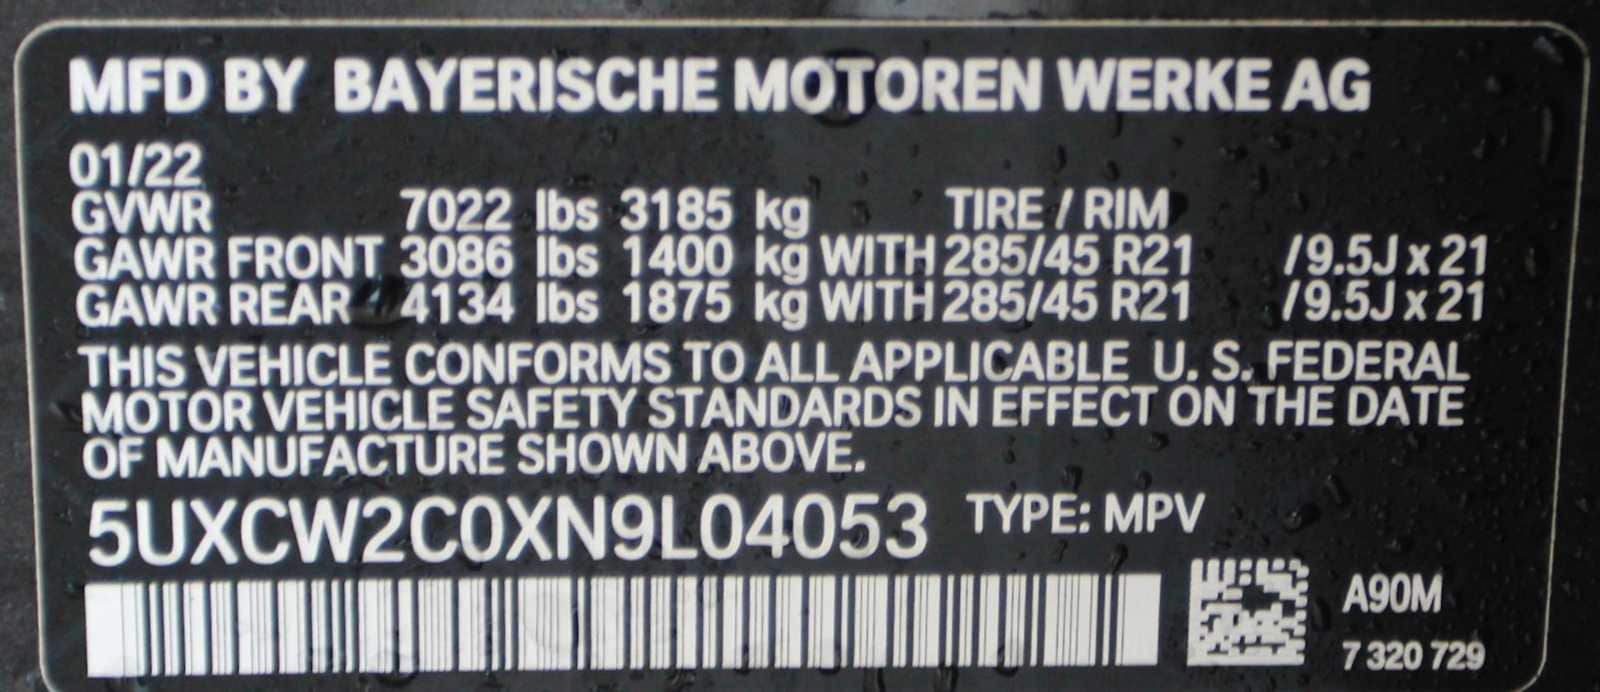 MFD BY BAYERISCHE MOTOREN WERKE AG
01/22
GVWR 7022 lbs 3185 kg TIRE / RIM
GAWR FRONT 3086 lbs 1400 kg WITH 285/45 R21 /9.5J x 21
GAWR REAR 4134 lbs 1875 kg WITH 285/45 R21 /9.5J x 21
THIS VEHICLE CONFORMS TO ALL APPLICABLE U. S. FEDERAL
MOTOR VEHICLE SAFETY STANDARDS IN EFFECT ON THE DATE
OF MANUFACTURE SHOWN ABOVE.
5UXCW2C0XN9L04053 TYPE: MPV
A90M
7 320 729